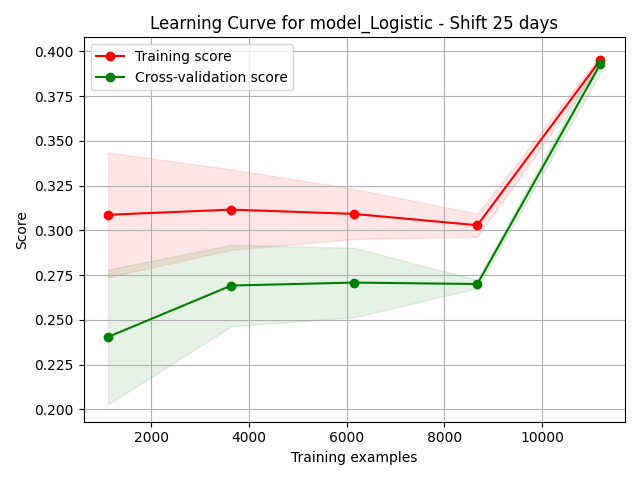 Learning Curve for model_Logistic - Shift 25 days
Training score
Cross-validation score
0.400
0.375
0.350
0.325
0.300
0.275
0.250
0.225
0.200
Score
2000 4000 6000 8000 10000
Training examples